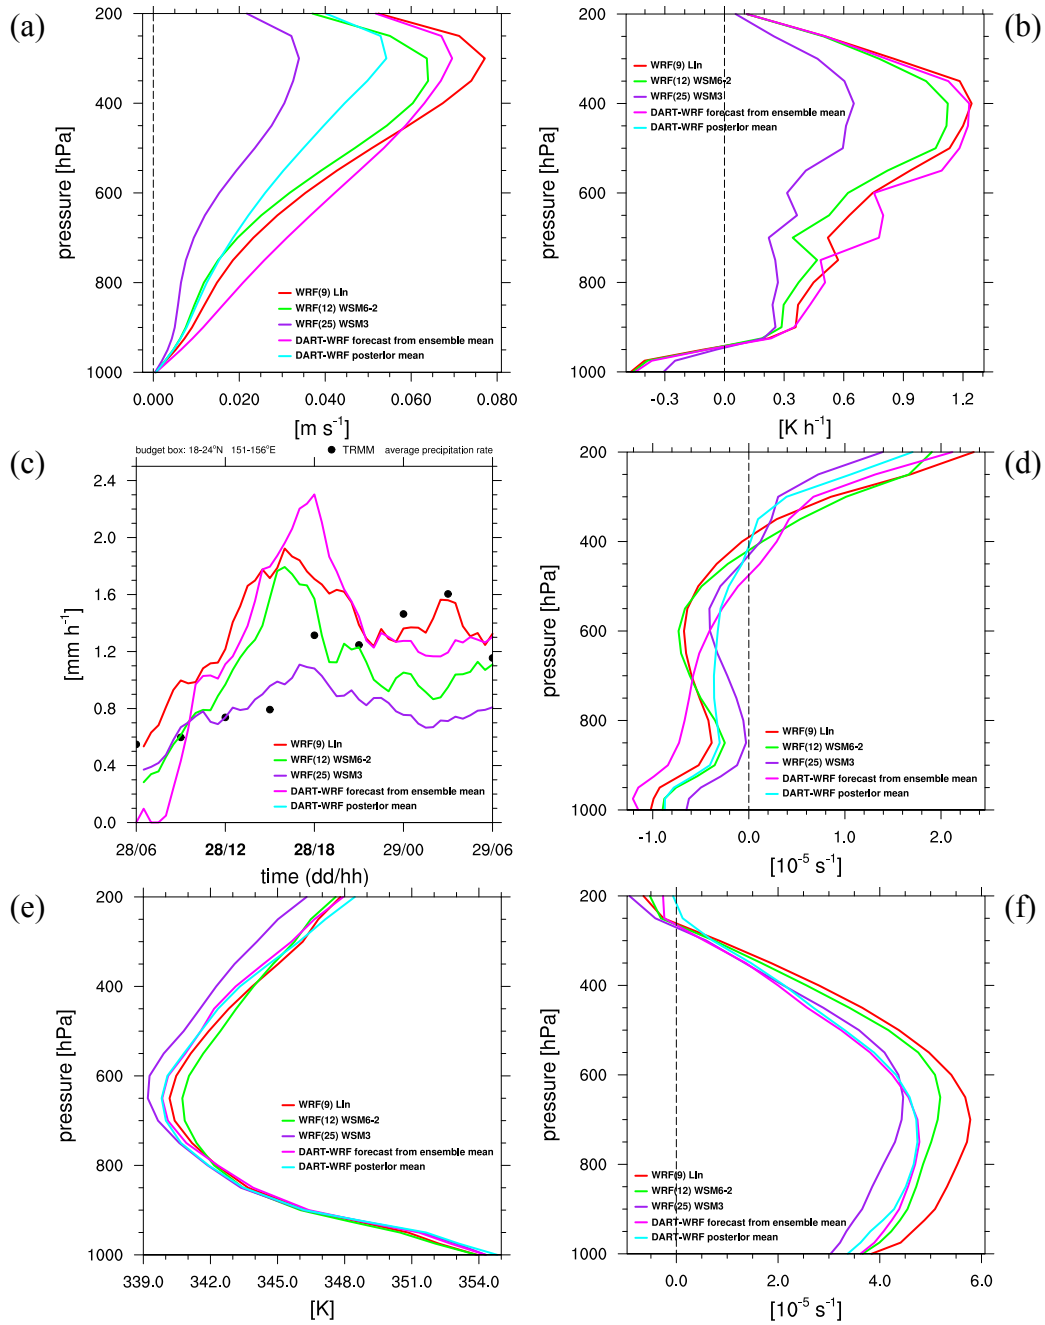 (a)
200
400
600
800
1000
pressure [hPa]
WRF(9) Lin
WRF(12) WSM6-2
WRF(25) WSM3
DART-WRF forecast from ensemble mean
DART-WRF posterior mean
0.000 0.020 0.040 0.060 0.080
[m s⁻¹]
(b)
200
400
600
800
1000
pressure [hPa]
WRF(9) Lin
WRF(12) WSM6-2
WRF(25) WSM3
DART-WRF forecast from ensemble mean
DART-WRF posterior mean
-0.3 0.0 0.3 0.6 0.9 1.2
[K h⁻¹]
(c)
budget box: 18-24°N 151-156°E ● TRMM average precipitation rate
2.4
2.0
1.6
1.2
0.8
0.4
0.0
[mm h⁻¹]
WRF(9) Lin
WRF(12) WSM6-2
WRF(25) WSM3
DART-WRF forecast from ensemble mean
DART-WRF posterior mean
28/06 28/12 28/18 29/00 29/06
time (dd/hh)
(d)
200
400
600
800
1000
pressure [hPa]
WRF(9) Lin
WRF(12) WSM6-2
WRF(25) WSM3
DART-WRF forecast from ensemble mean
DART-WRF posterior mean
-1.0 0.0 1.0 2.0
[10⁻⁵ s⁻¹]
(e)
200
400
600
800
1000
pressure [hPa]
WRF(9) Lin
WRF(12) WSM6-2
WRF(25) WSM3
DART-WRF forecast from ensemble mean
DART-WRF posterior mean
339.0 342.0 345.0 348.0 351.0 354.0
[K]
(f)
200
400
600
800
1000
pressure [hPa]
WRF(9) Lin
WRF(12) WSM6-2
WRF(25) WSM3
DART-WRF forecast from ensemble mean
DART-WRF posterior mean
0.0 2.0 4.0 6.0
[10⁻⁵ s⁻¹]